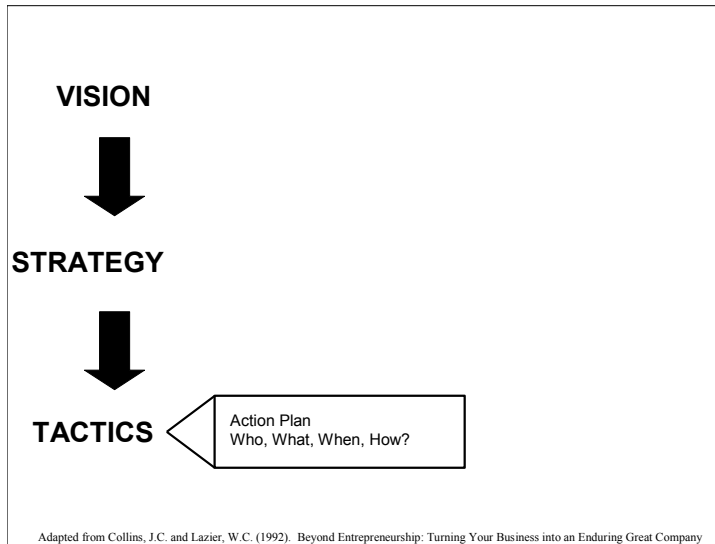 VISION
STRATEGY
TACTICS
Action Plan
Who, What, When, How?
Adapted from Collins, J.C. and Lazier, W.C. (1992).  Beyond Entrepreneurship: Turning Your Business into an Enduring Great Company